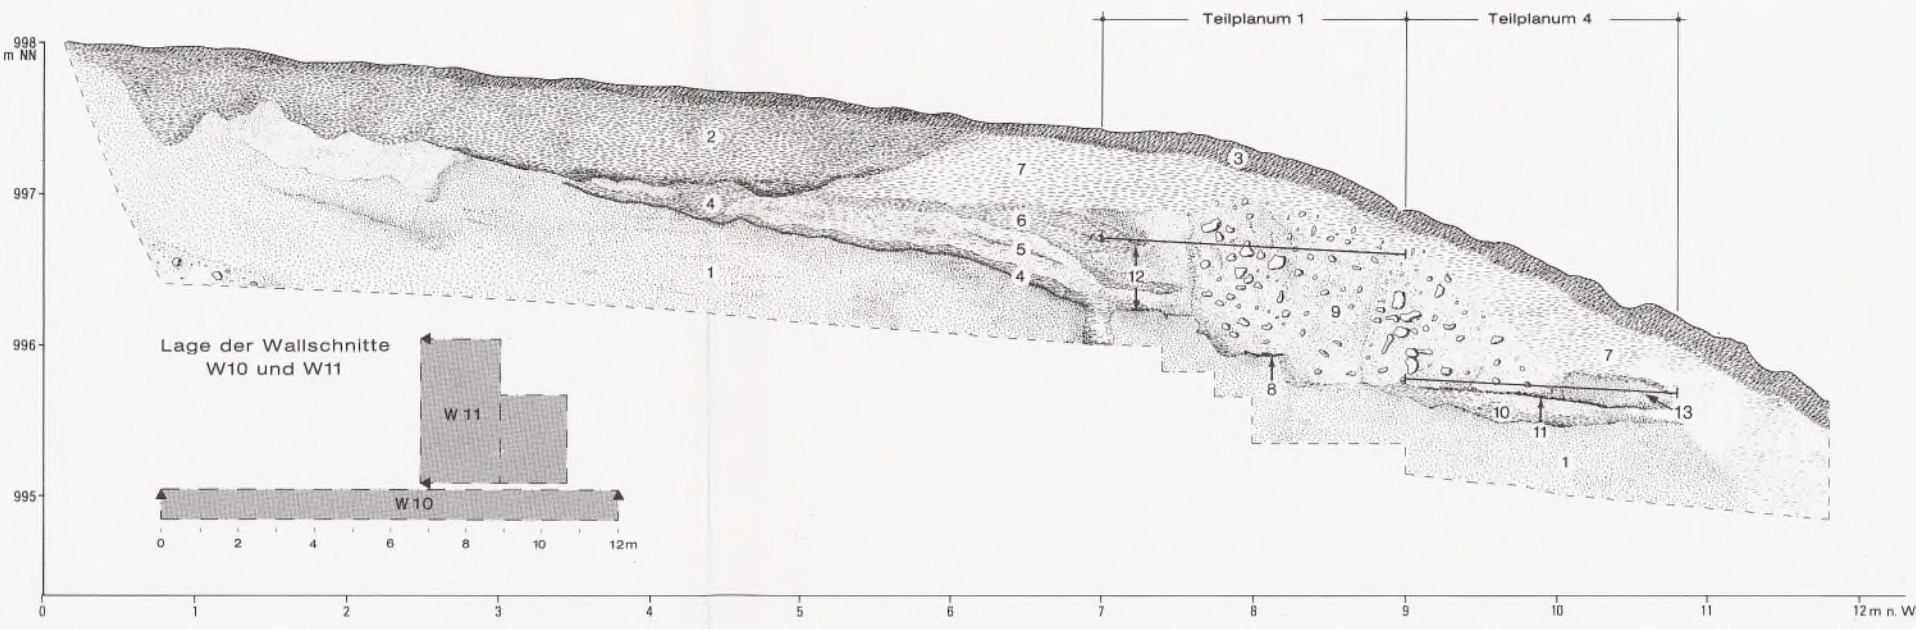 Teilplanum 1 Teilplanum 4
998
m NN
3
2
7
997
4
6
5
12
4
1
9
996
7
8
10
13
11
1
995
Lage der Wallschnitte
W10 und W11
W 11
W 10
0 2 4 6 8 10 12m
0 1 2 3 4 5 6 7 8 9 10 11 12 m n. W